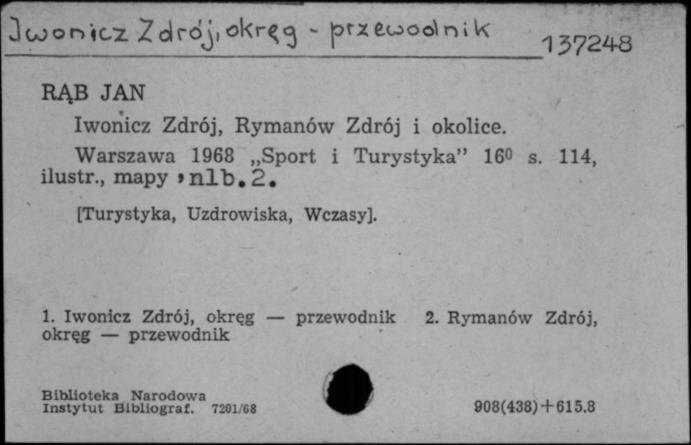 Iwonicz Zdrój, okręg - przewodnik
137248
RĄB JAN
Iwonicz Zdrój, Rymanów Zdrój i okolice.
Warszawa 1968 „Sport i Turystyka” 16⁰ s. 114,
ilustr., mapy, nlb. 2.
[Turystyka, Uzdrowiska, Wczasy].
1. Iwonicz Zdrój, okręg — przewodnik 2. Rymanów Zdrój,
okręg — przewodnik
Biblioteka Narodowa
Instytut Bibliograf. 7201/68
908(438)+615.8